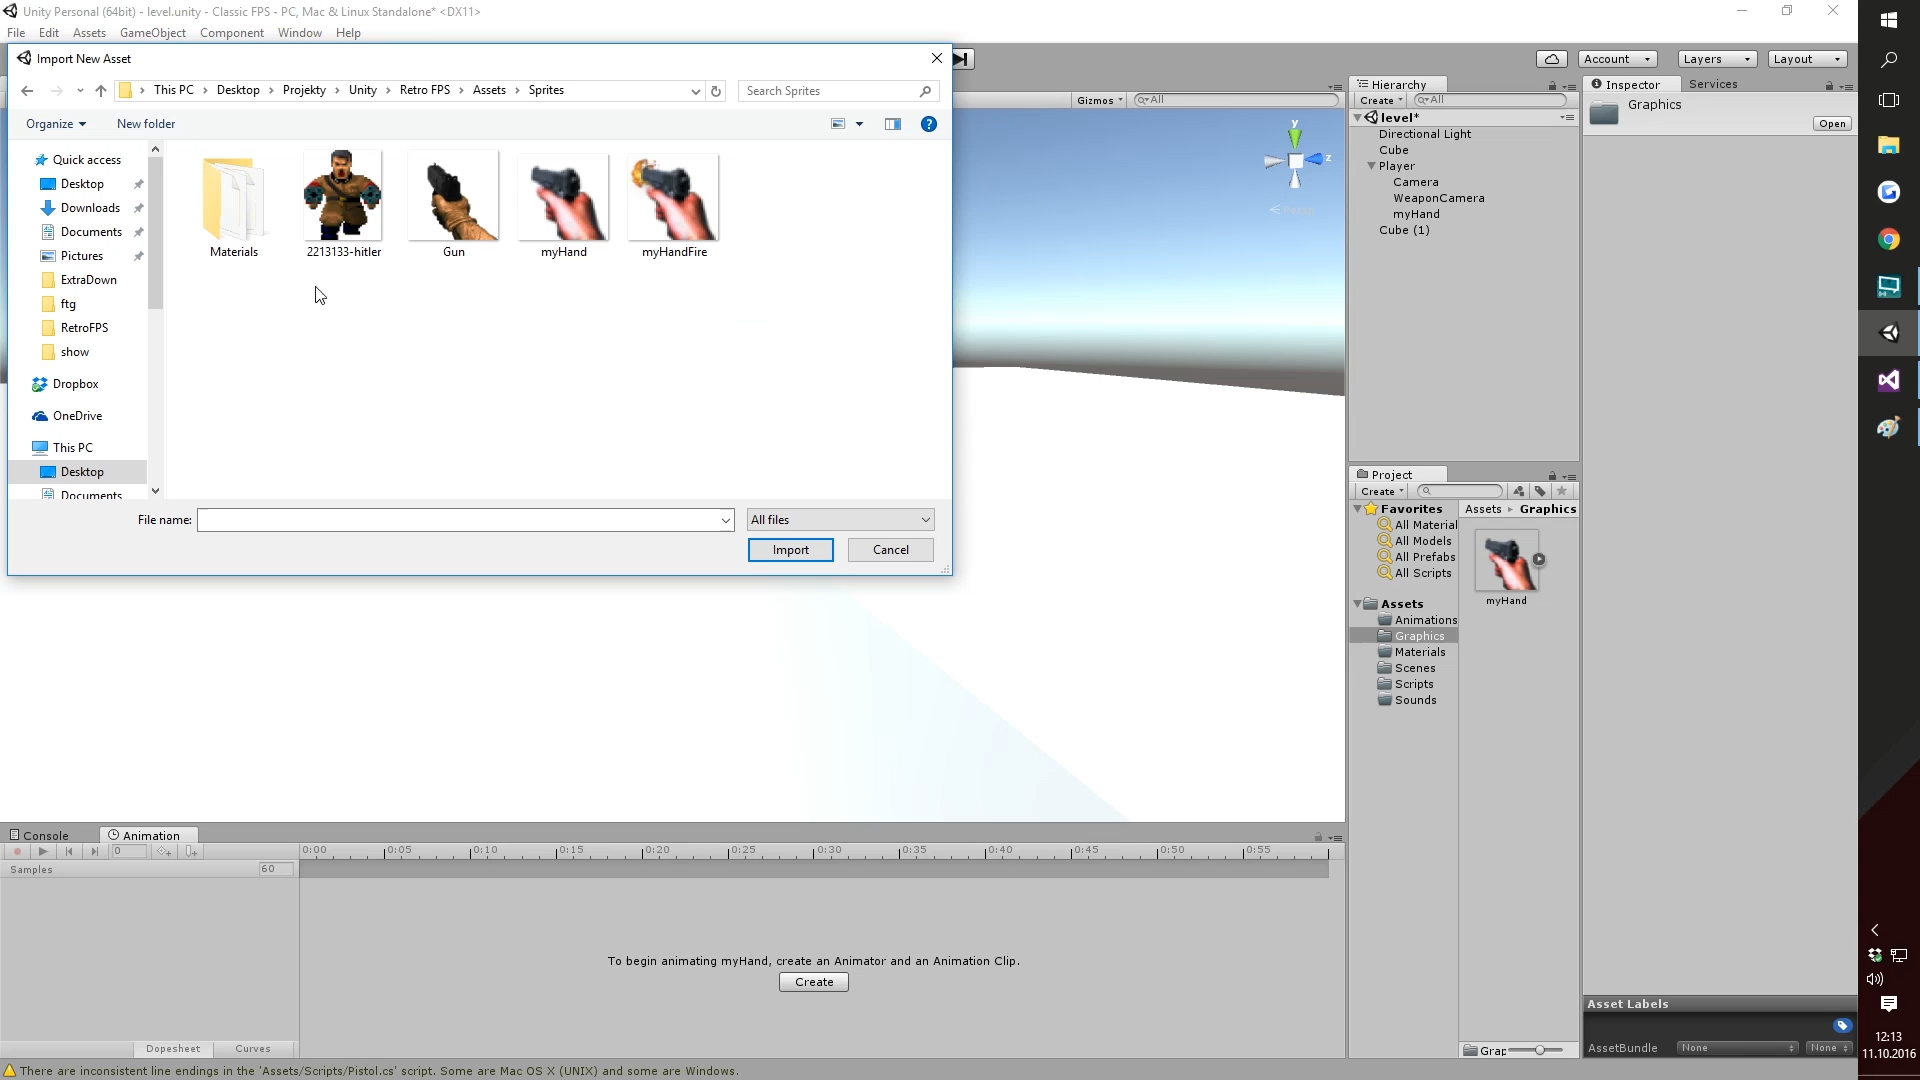 Unity Personal (64bit) - level.unity - Classic FPS - PC, Mac & Linux Standalone* <DX11>
File Edit Assets GameObject Component Window Help
Import New Asset
This PC Desktop Projekty Unity Retro FPS Assets Sprites
Search Sprites
Organize New folder
Quick access
Desktop
Downloads
Documents
Pictures
ExtraDown
ftg
RetroFPS
show
Dropbox
OneDrive
This PC
Desktop
Documents
Materials 2213133-hitler Gun myHand myHandFire
File name: All files
Import Cancel
Account Layers Layout
Gizmos All
y
z
Persp
Hierarchy
Create All
level*
Directional Light
Cube
Player
Camera
WeaponCamera
myHand
Cube (1)
Inspector Services
Graphics
Open
Project
Create
Favorites
All Material
All Models
All Prefabs
All Scripts
Assets
Animations
Graphics
Materials
Scenes
Scripts
Sounds
Assets Graphics
myHand
Grap
Console Animation
0
0:00 0:05 0:10 0:15 0:20 0:25 0:30 0:35 0:40 0:45 0:50 0:55
Samples 60
To begin animating myHand, create an Animator and an Animation Clip.
Create
Dopesheet Curves
Asset Labels
AssetBundle None None
There are inconsistent line endings in the 'Assets/Scripts/Pistol.cs' script. Some are Mac OS X (UNIX) and some are Windows.
12:13
11.10.2016